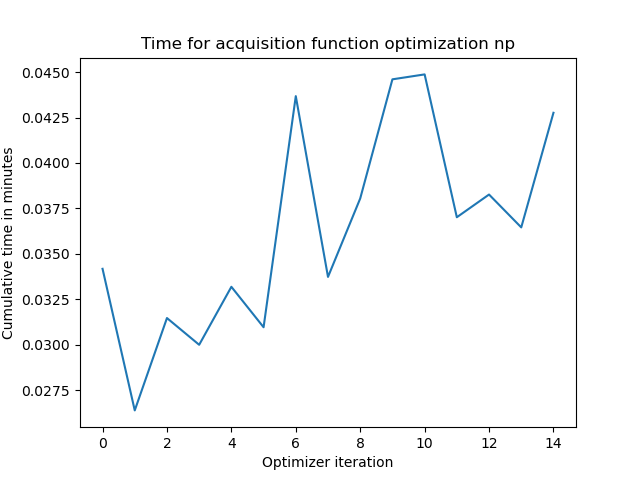 Time for acquisition function optimization np
Cumulative time in minutes
0.0450
0.0425
0.0400
0.0375
0.0350
0.0325
0.0300
0.0275
0 2 4 6 8 10 12 14
Optimizer iteration